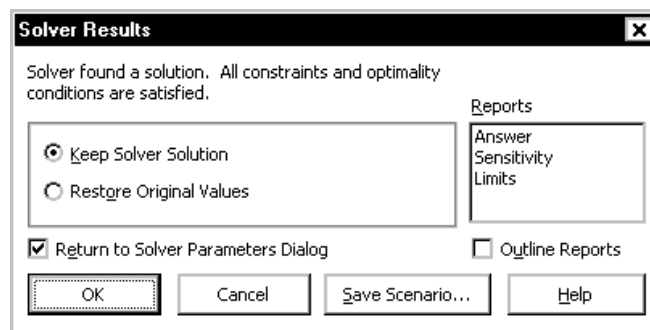 Solver Results
Solver found a solution. All constraints and optimality
conditions are satisfied.
Reports
Keep Solver Solution
Restore Original Values
Answer
Sensitivity
Limits
Return to Solver Parameters Dialog
Outline Reports
OK
Cancel
Save Scenario...
Help